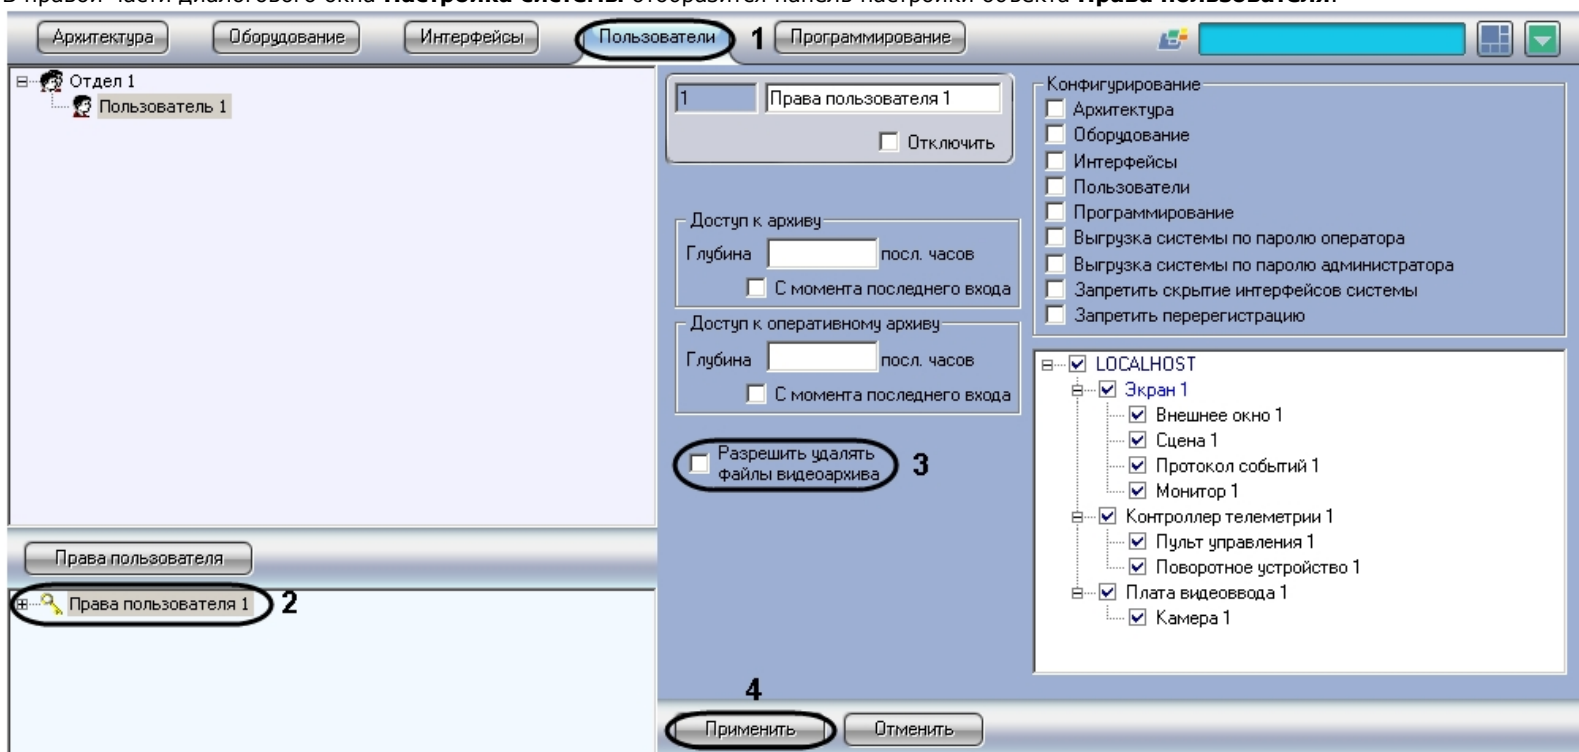 В правой части диалогового окна Настройка системы отобразится панель настройки объекта Права пользователя.
Архитектура
Оборудование
Интерфейсы
Пользователи
1
Программирование
Отдел 1
Пользователь 1
Права пользователя
Права пользователя 1
2
1
Права пользователя 1
Отключить
Доступ к архиву
Глубина
посл. часов
С момента последнего входа
Доступ к оперативному архиву
Глубина
посл. часов
С момента последнего входа
Разрешить удалять
файлы видеоархива
3
Конфигурирование
Архитектура
Оборудование
Интерфейсы
Пользователи
Программирование
Выгрузка системы по паролю оператора
Выгрузка системы по паролю администратора
Запретить скрытие интерфейсов системы
Запретить перерегистрацию
LOCALHOST
Экран 1
Внешнее окно 1
Сцена 1
Протокол событий 1
Монитор 1
Контроллер телеметрии 1
Пульт управления 1
Поворотное устройство 1
Плата видеоввода 1
Камера 1
4
Применить
Отменить